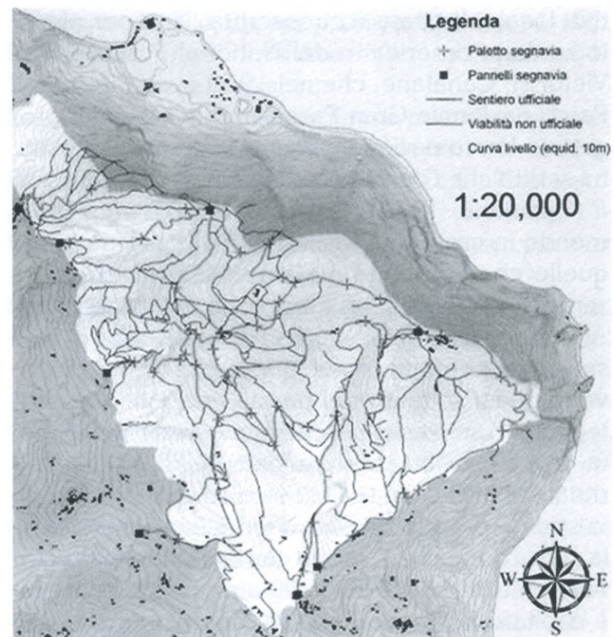 Legenda
Paletto segnavia
Pannelli segnavia
Sentiero ufficiale
Viabilità non ufficiale
Curva livello (equid. 10m)
1:20,000
N
W
E
S